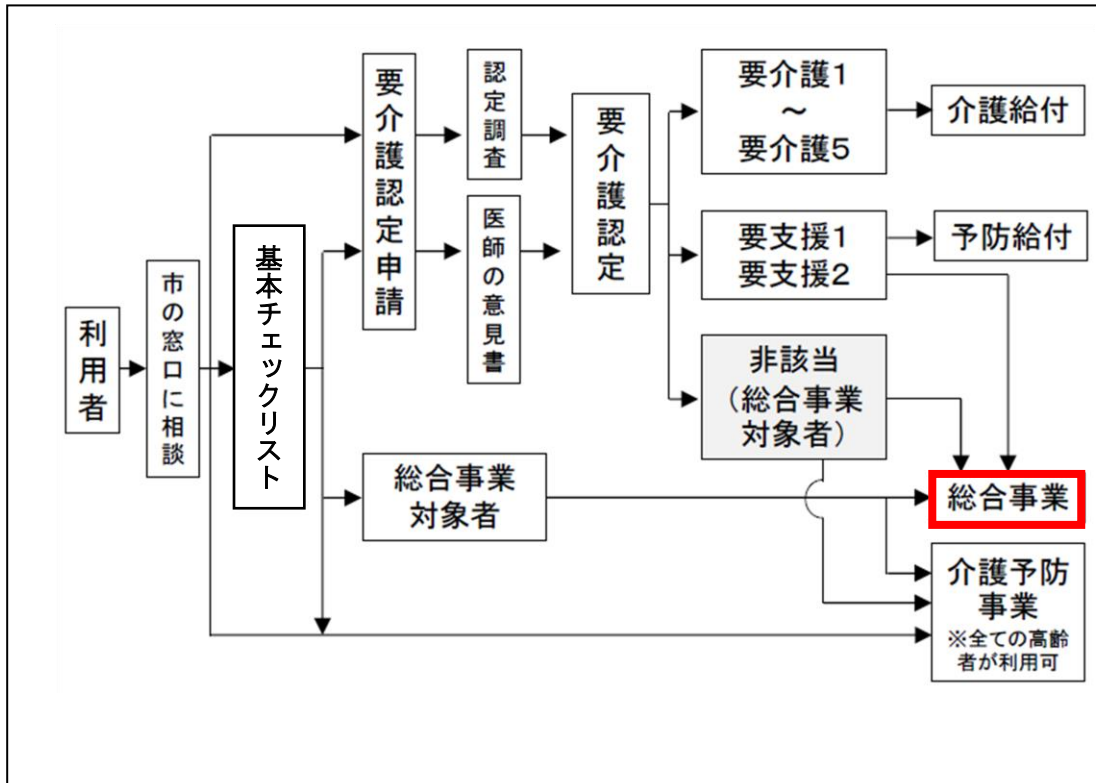 利用者
市の窓口に相談
基本チェックリスト
要介護認定申請
認定調査
医師の意見書
要介護認定
要介護1
～
要介護5
介護給付
要支援1
要支援2
予防給付
非該当
（総合事業
対象者）
総合事業
対象者
総合事業
介護予防
事業
※全ての高齢
者が利用可